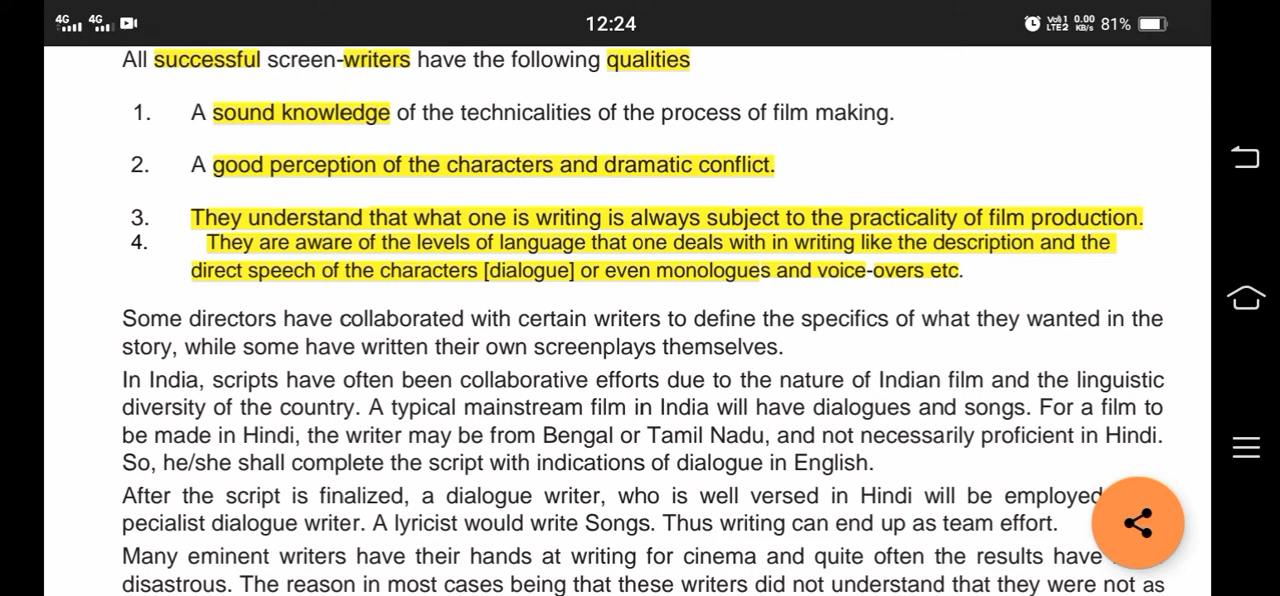 4G 4G 12:24 Vol) 1 LTE2 0.00 KB/s 81%
All successful screen-writers have the following qualities
1. A sound knowledge of the technicalities of the process of film making.
2. A good perception of the characters and dramatic conflict.
3. They understand that what one is writing is always subject to the practicality of film production.
4. They are aware of the levels of language that one deals with in writing like the description and the
direct speech of the characters [dialogue] or even monologues and voice-overs etc.
Some directors have collaborated with certain writers to define the specifics of what they wanted in the
story, while some have written their own screenplays themselves.
In India, scripts have often been collaborative efforts due to the nature of Indian film and the linguistic
diversity of the country. A typical mainstream film in India will have dialogues and songs. For a film to
be made in Hindi, the writer may be from Bengal or Tamil Nadu, and not necessarily proficient in Hindi.
So, he/she shall complete the script with indications of dialogue in English.
After the script is finalized, a dialogue writer, who is well versed in Hindi will be employed
pecialist dialogue writer. A lyricist would write Songs. Thus writing can end up as team effort.
Many eminent writers have their hands at writing for cinema and quite often the results have
disastrous. The reason in most cases being that these writers did not understand that they were not as